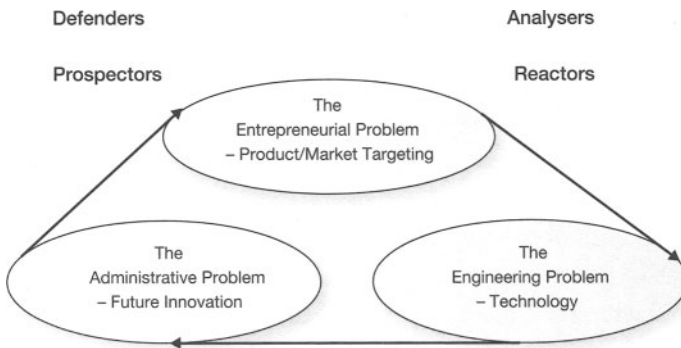 Defenders
Analysers
Prospectors
Reactors
The
Entrepreneurial Problem
– Product/Market Targeting
The
Administrative Problem
– Future Innovation
The
Engineering Problem
– Technology